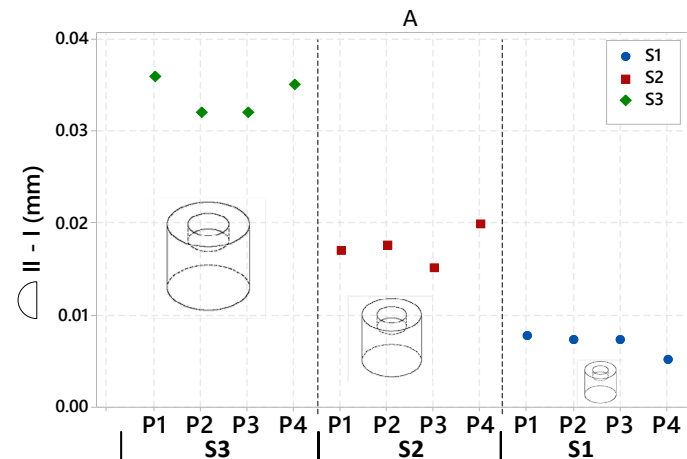 A
0.04
0.03
0.02
0.01
0.00
II - I (mm)
S1
S2
S3
P1 P2 P3 P4 P1 P2 P3 P4 P1 P2 P3 P4
S3 S2 S1